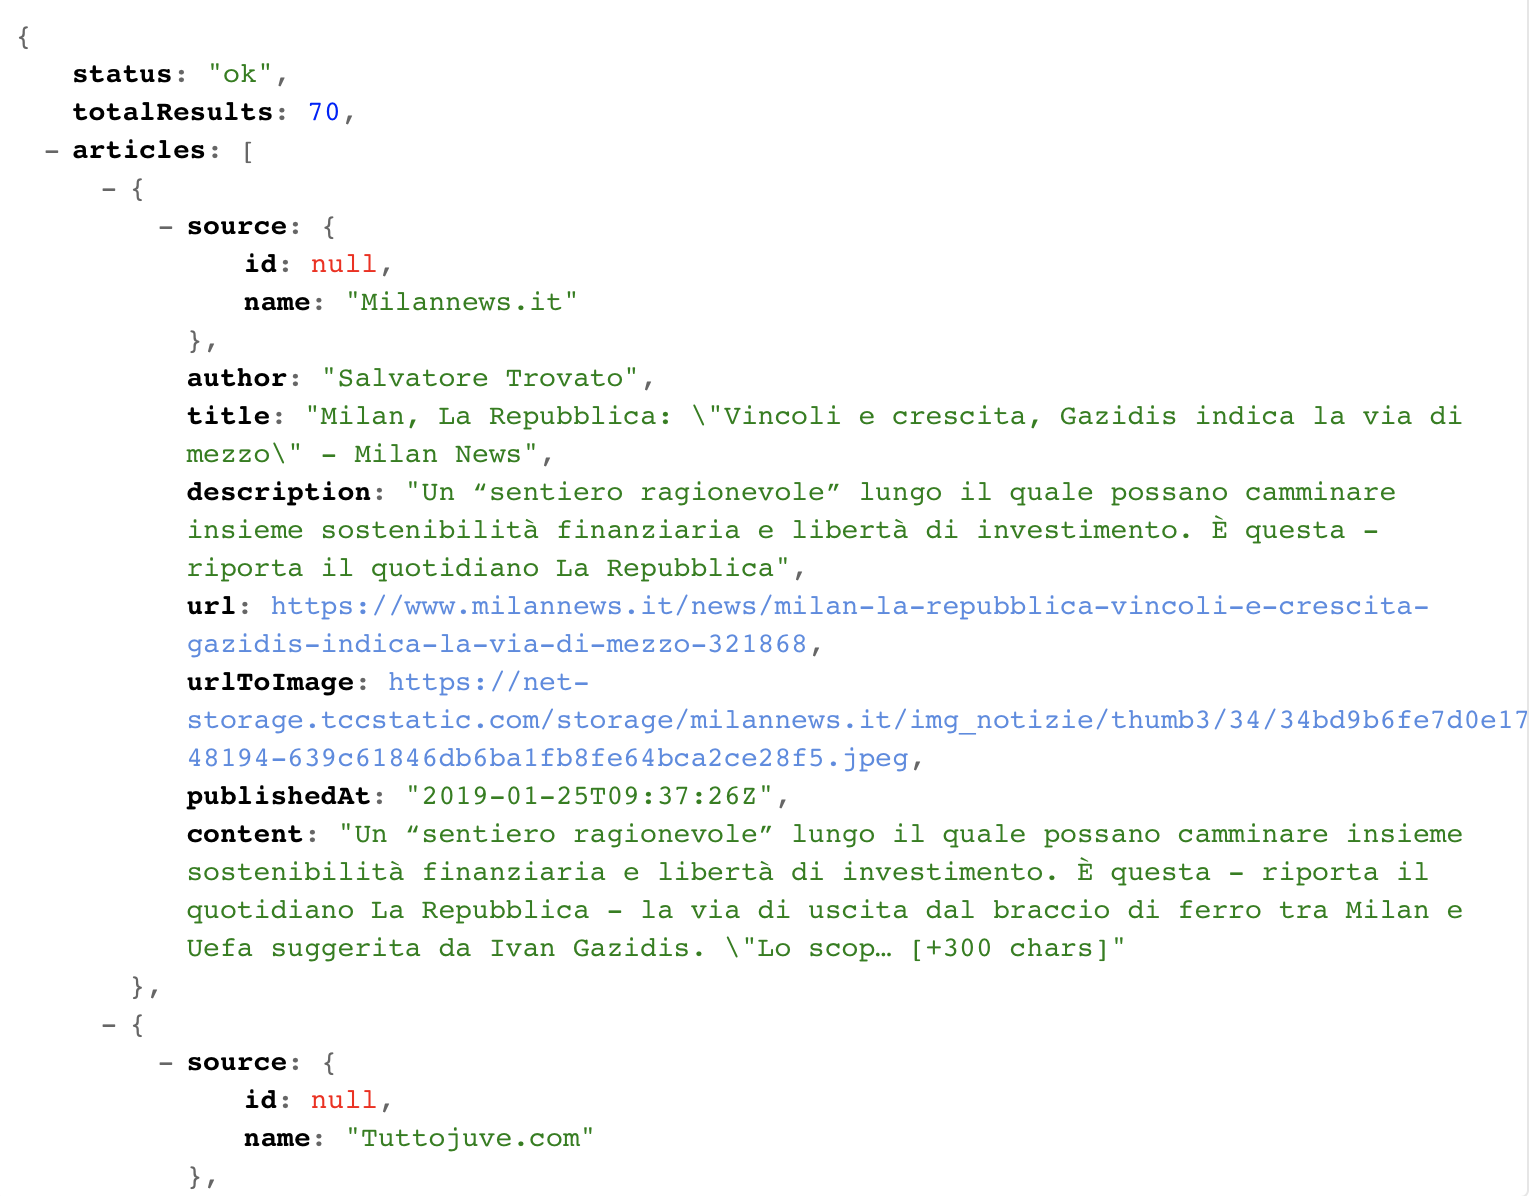 {
status: "ok",
totalResults: 70,
– articles: [
– {
– source: {
id: null,
name: "Milannews.it"
},
author: "Salvatore Trovato",
title: "Milan, La Repubblica: \"Vincoli e crescita, Gazidis indica la via di
mezzo\" – Milan News",
description: "Un “sentiero ragionevole” lungo il quale possano camminare
insieme sostenibilità finanziaria e libertà di investimento. È questa –
riporta il quotidiano La Repubblica",
url: https://www.milannews.it/news/milan-la-repubblica-vincoli-e-crescita-
gazidis-indica-la-via-di-mezzo-321868,
urlToImage: https://net-
storage.tccstatic.com/storage/milannews.it/img_notizie/thumb3/34/34bd9b6fe7d0e17
48194-639c61846db6ba1fb8fe64bca2ce28f5.jpeg,
publishedAt: "2019-01-25T09:37:26Z",
content: "Un “sentiero ragionevole” lungo il quale possano camminare insieme
sostenibilità finanziaria e libertà di investimento. È questa – riporta il
quotidiano La Repubblica – la via di uscita dal braccio di ferro tra Milan e
Uefa suggerita da Ivan Gazidis. \"Lo scop… [+300 chars]"
},
– {
– source: {
id: null,
name: "Tuttojuve.com"
},